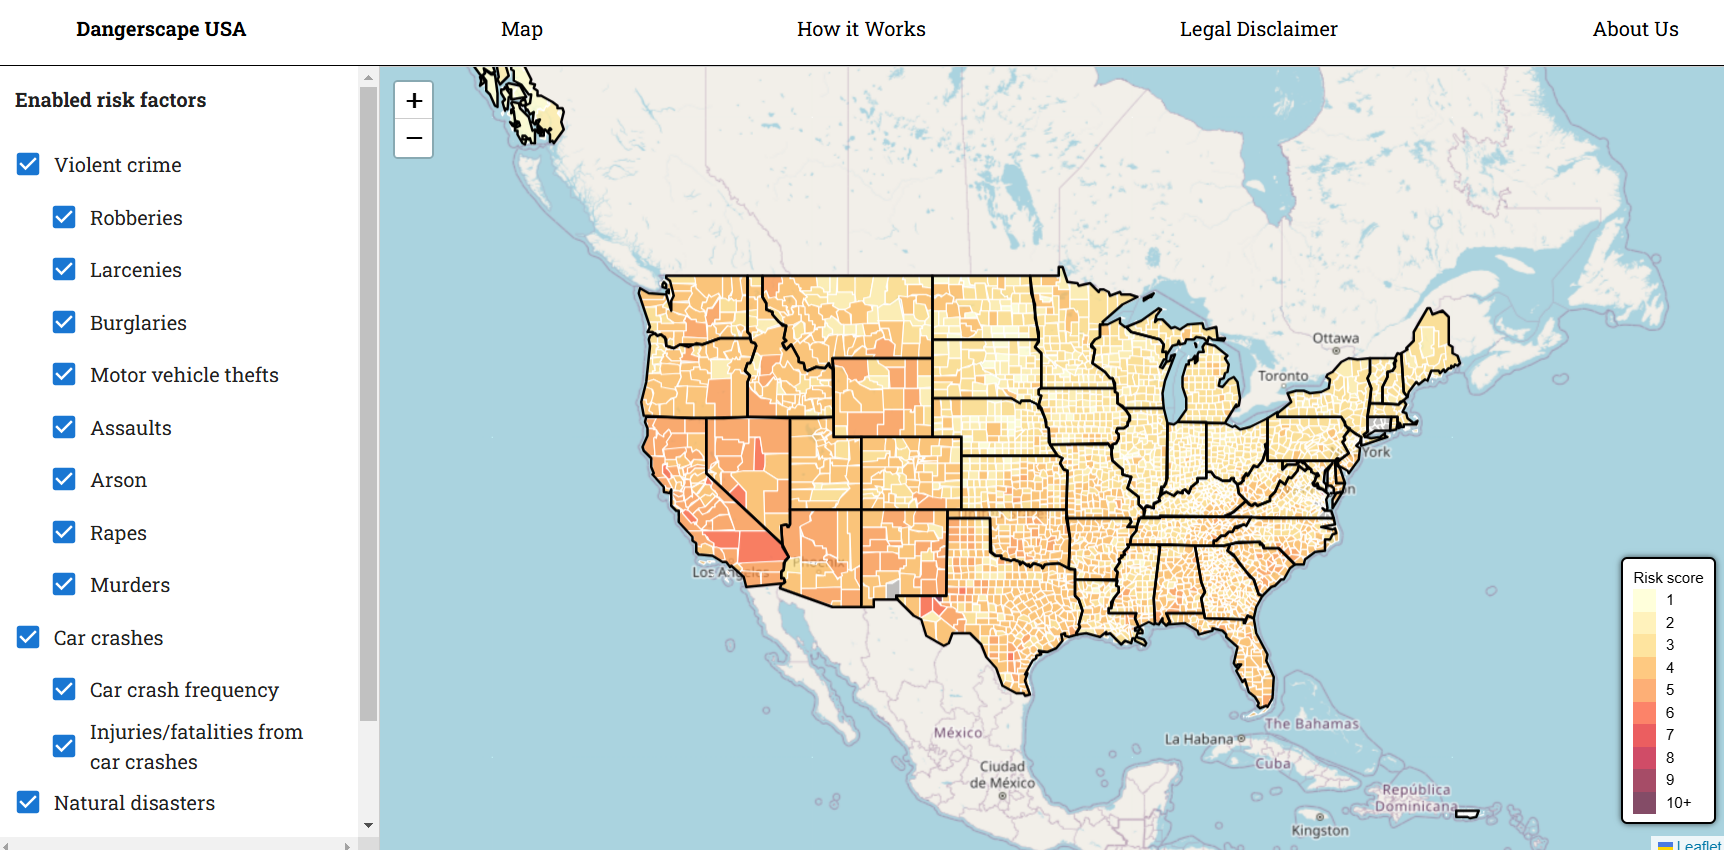 Dangerscape USA
Map
How it Works
Legal Disclaimer
About Us
Enabled risk factors
Violent crime
Robberies
Larcenies
Burglaries
Motor vehicle thefts
Assaults
Arson
Rapes
Murders
Car crashes
Car crash frequency
Injuries/fatalities from
car crashes
Natural disasters
+
−
Ottawa
Toronto
York
Phoenix
Los Angeles
México
Ciudad
de México
La Habana
The Bahamas
Cuba
República
Dominicana
Kingston
Risk score
1
2
3
4
5
6
7
8
9
10+
Leaflet